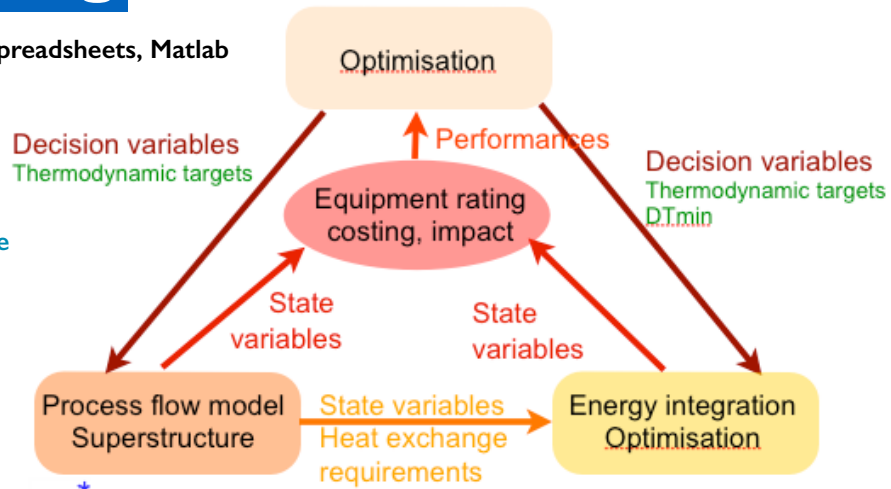 preadsheets, Matlab
Optimisation
Performances
Decision variables
Thermodynamic targets
Decision variables
Thermodynamic targets
DTmin
Equipment rating
costing, impact
e
State
variables
State
variables
Process flow model
Superstructure
State variables
Heat exchange
requirements
Energy integration
Optimisation
*